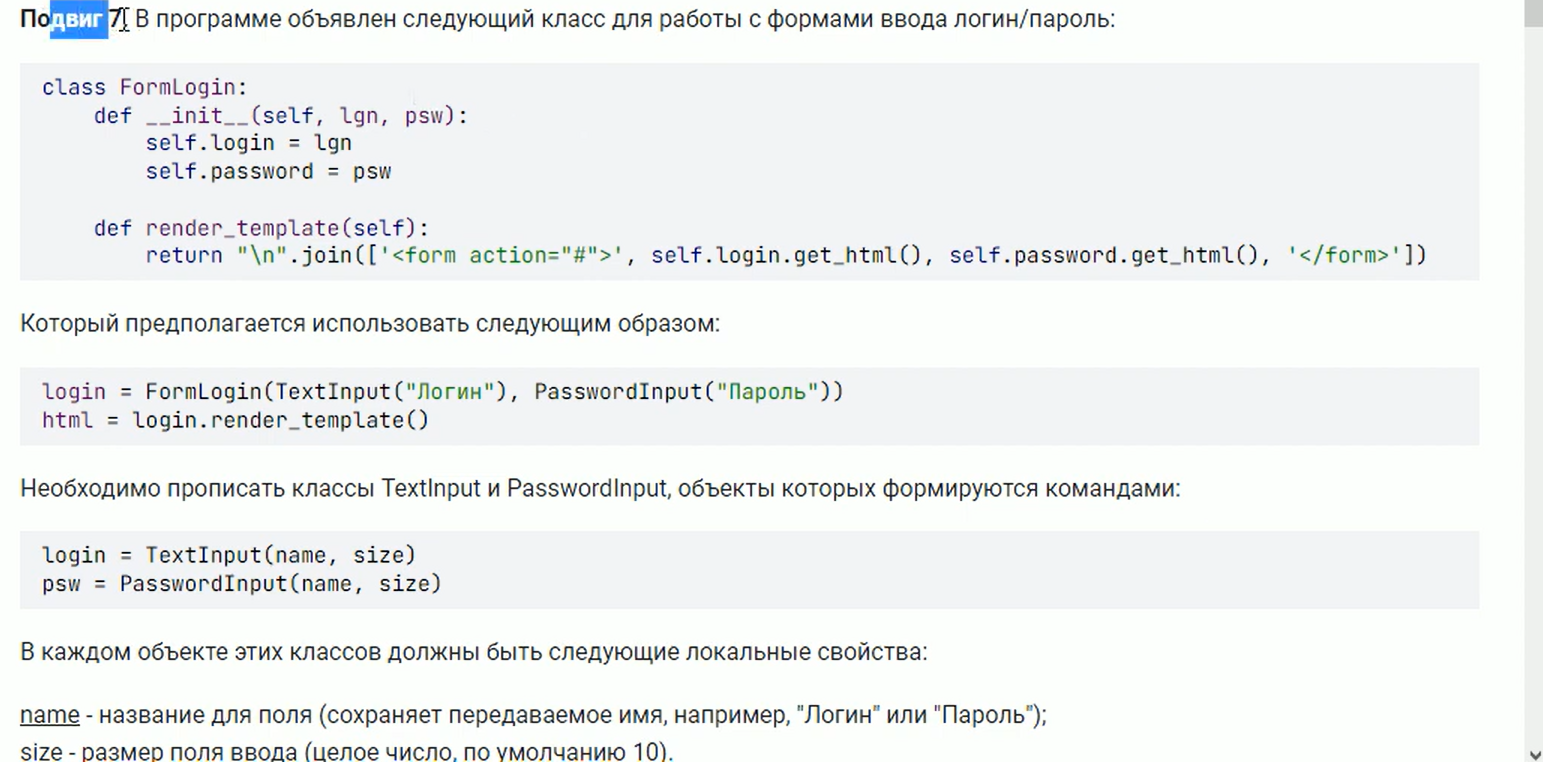 Подвиг 7. В программе объявлен следующий класс для работы с формами ввода логин/пароль:
class FormLogin:
    def __init__(self, lgn, psw):
        self.login = lgn
        self.password = psw
    def render_template(self):
        return "\n".join(['<form action="#">', self.login.get_html(), self.password.get_html(), '</form>'])
Который предполагается использовать следующим образом:
login = FormLogin(TextInput("Логин"), PasswordInput("Пароль"))
html = login.render_template()
Необходимо прописать классы TextInput и PasswordInput, объекты которых формируются командами:
login = TextInput(name, size)
psw = PasswordInput(name, size)
В каждом объекте этих классов должны быть следующие локальные свойства:
name - название для поля (сохраняет передаваемое имя, например, "Логин" или "Пароль");
size - размер поля ввода (целое число, по умолчанию 10).